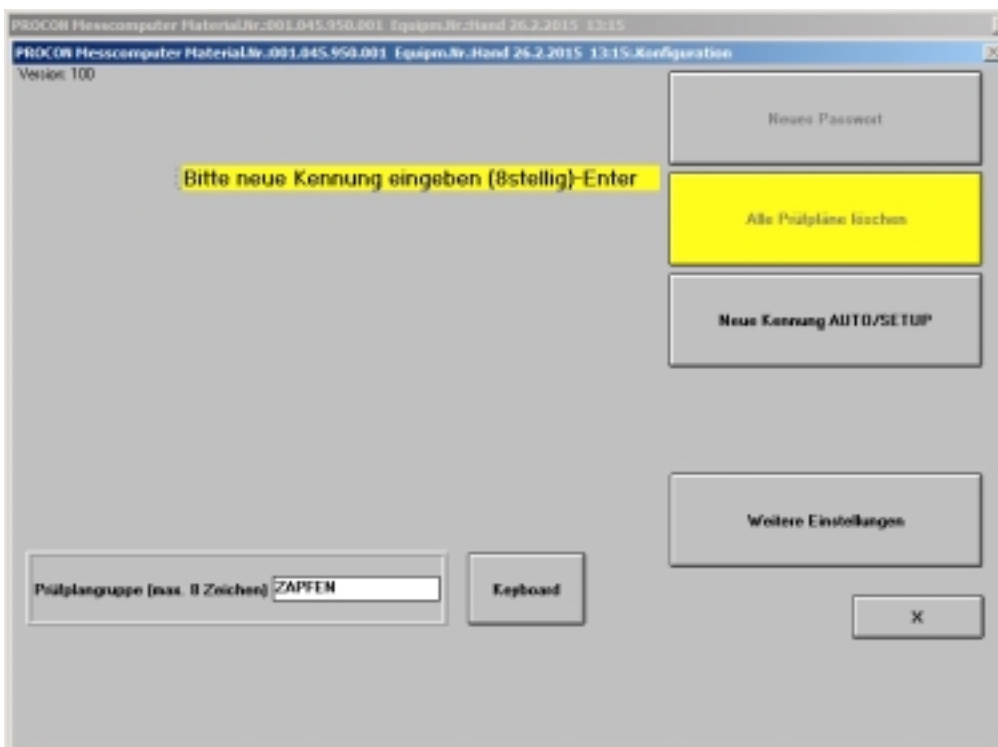 PROCON Messcomputer Material.Nr.:001.045.950.001 Equipm.Nr.:Hand 26.2.2015 13:15
PROCON Messcomputer Material.Nr.:001.045.950.001 Equipm.Nr.:Hand 26.2.2015 13:15:.Konfiguration
Version: 100
Neues Passwort
Bitte neue Kennung eingeben (8stellig)-Enter
Alle Prüfpläne löschen
Neue Kennung AUTO/SETUP
Weitere Einstellungen
Prüfplangruppe (max. 8 Zeichen) ZAPFEN
Keyboard
X